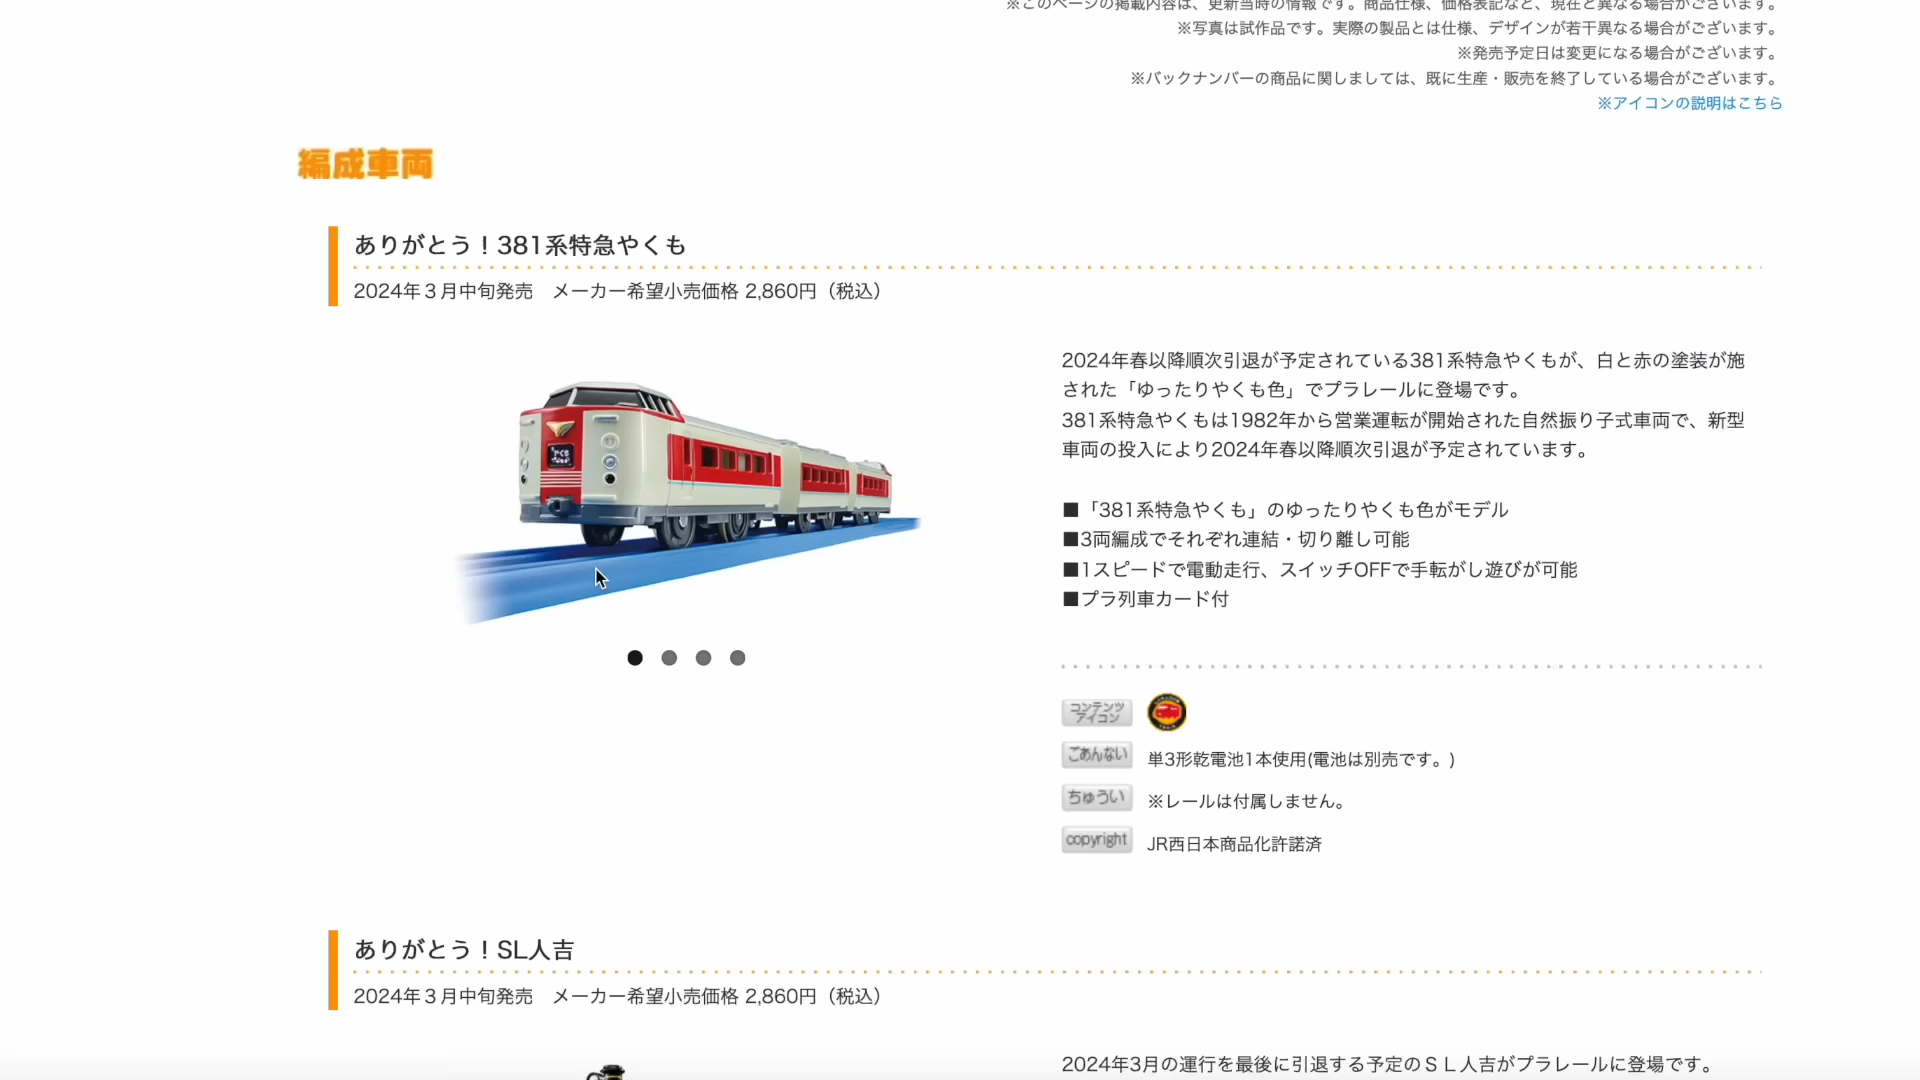 ※このページの掲載内容は、更新当時の情報です。商品仕様、価格表記など、現在と異なる場合がございます。
※写真は試作品です。実際の製品とは仕様、デザインが若干異なる場合がございます。
※発売予定日は変更になる場合がございます。
※バックナンバーの商品に関しましては、既に生産・販売を終了している場合がございます。
※アイコンの説明はこちら
編成車両
ありがとう！381系特急やくも
2024年３月中旬発売　メーカー希望小売価格 2,860円（税込）
2024年春以降順次引退が予定されている381系特急やくもが、白と赤の塗装が施
された「ゆったりやくも色」でプラレールに登場です。
381系特急やくもは1982年から営業運転が開始された自然振り子式車両で、新型
車両の投入により2024年春以降順次引退が予定されています。
■「381系特急やくも」のゆったりやくも色がモデル
■3両編成でそれぞれ連結・切り離し可能
■1スピードで電動走行、スイッチOFFで手転がし遊びが可能
■プラ列車カード付
コンテンツ
アイコン
ごあんない
単3形乾電池1本使用(電池は別売です。)
ちゅうい
※レールは付属しません。
copyright
JR西日本商品化許諾済
ありがとう！SL人吉
2024年３月中旬発売　メーカー希望小売価格 2,860円（税込）
2024年3月の運行を最後に引退する予定のＳＬ人吉がプラレールに登場です。